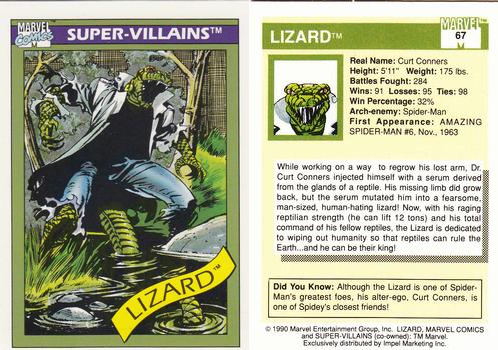 MARVEL
Comics
SUPER-VILLAINS™
LIZARD™
LIZARD™
MARVEL™
67
Real Name: Curt Conners
Height: 5'11" Weight: 175 lbs.
Battles Fought: 284
Wins: 91 Losses: 95 Ties: 98
Win Percentage: 32%
Arch-enemy: Spider-Man
First Appearance: AMAZING
SPIDER-MAN #6, Nov., 1963
While working on a way to regrow his lost arm, Dr.
Curt Conners injected himself with a serum derived
from the glands of a reptile. His missing limb did grow
back, but the serum mutated him into a fearsome,
man-sized, human-hating lizard! Now, with his raging
reptilian strength (he can lift 12 tons) and his total
command of his fellow reptiles, the Lizard is dedicated
to wiping out humanity so that reptiles can rule the
Earth...and he can be their king!
Did You Know: Although the Lizard is one of Spider-
Man's greatest foes, his alter-ego, Curt Conners, is
one of Spidey's closest friends!
© 1990 Marvel Entertainment Group, Inc. LIZARD, MARVEL COMICS
and SUPER-VILLAINS (co-owned): TM Marvel.
Exclusively distributed by Impel Marketing Inc.